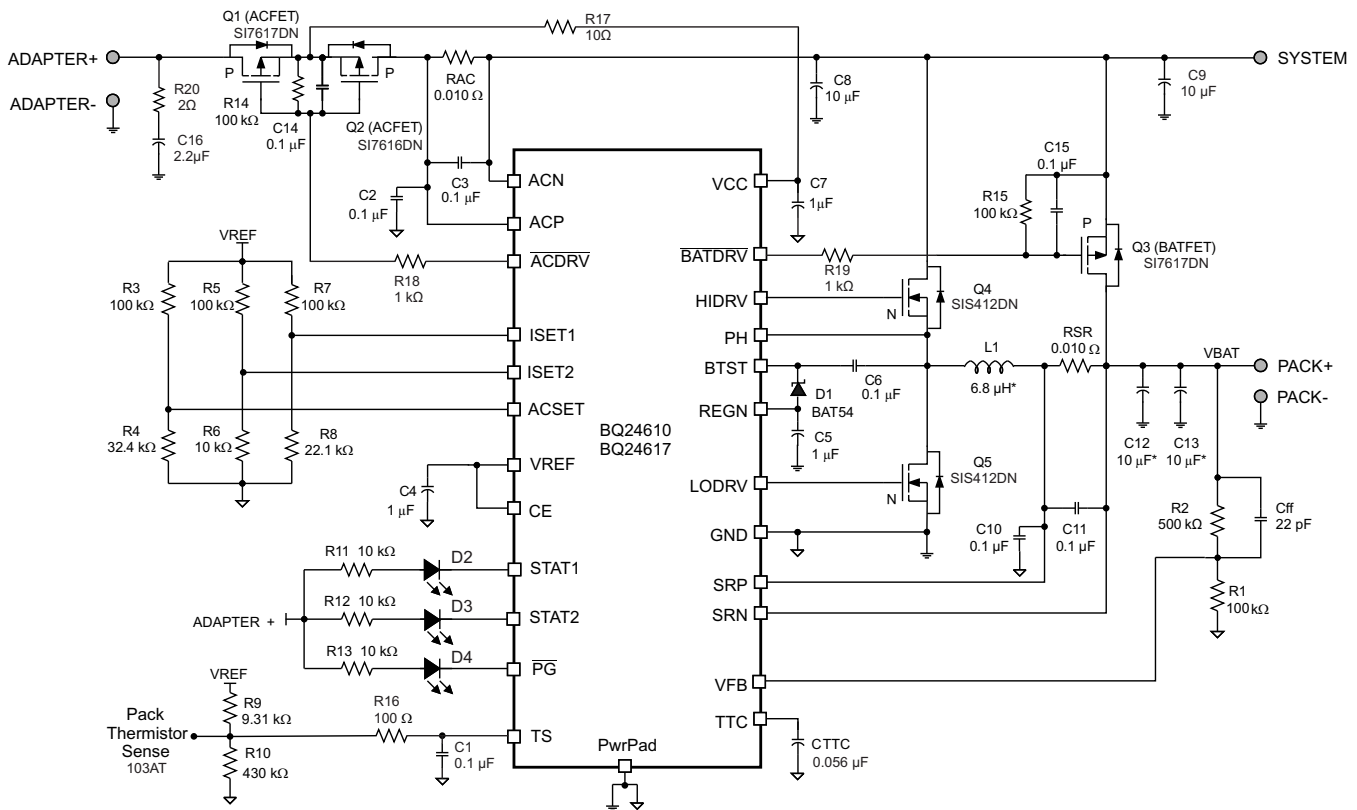 Q1 (ACFET)
SI7617DN
R17
10Ω
ADAPTER+
P
P
RAC
0.010 Ω
SYSTEM
C8
10 µF
C9
10 µF
R20
2Ω
ADAPTER-
R14
100 kΩ
C14
0.1 µF
Q2 (ACFET)
SI7616DN
C16
2.2µF
C15
0.1 µF
C3
0.1 µF
C2
0.1 µF
ACN
VCC
C7
1µF
R15
100 kΩ
P
Q3 (BATFET)
SI7617DN
ACP
VREF
ACDRV
BATDRV
R18
1 kΩ
R19
1 kΩ
R3
100 kΩ
R5
100 kΩ
R7
100 kΩ
HIDRV
Q4
SIS412DN
N
ISET1
PH
L1
6.8 µH*
RSR
0.010 Ω
VBAT
ISET2
BTST
C6
0.1 µF
PACK+
D1
BAT54
ACSET
REGN
PACK-
R4
32.4 kΩ
R6
10 kΩ
R8
22.1 kΩ
BQ24610
BQ24617
C5
1 µF
C12
10 µF*
C13
10 µF*
VREF
Q5
SIS412DN
N
C4
1 µF
LODRV
CE
R2
500 kΩ
Cff
22 pF
GND
C10
0.1 µF
C11
0.1 µF
R11 10 kΩ
D2
STAT1
SRP
R12 10 kΩ
D3
STAT2
SRN
R1
100 kΩ
ADAPTER +
R13 10 kΩ
D4
PG
VREF
VFB
R9
9.31 kΩ
R16
100 Ω
TTC
Pack
Thermistor
Sense
103AT
TS
PwrPad
R10
430 kΩ
C1
0.1 µF
CTTC
0.056 µF